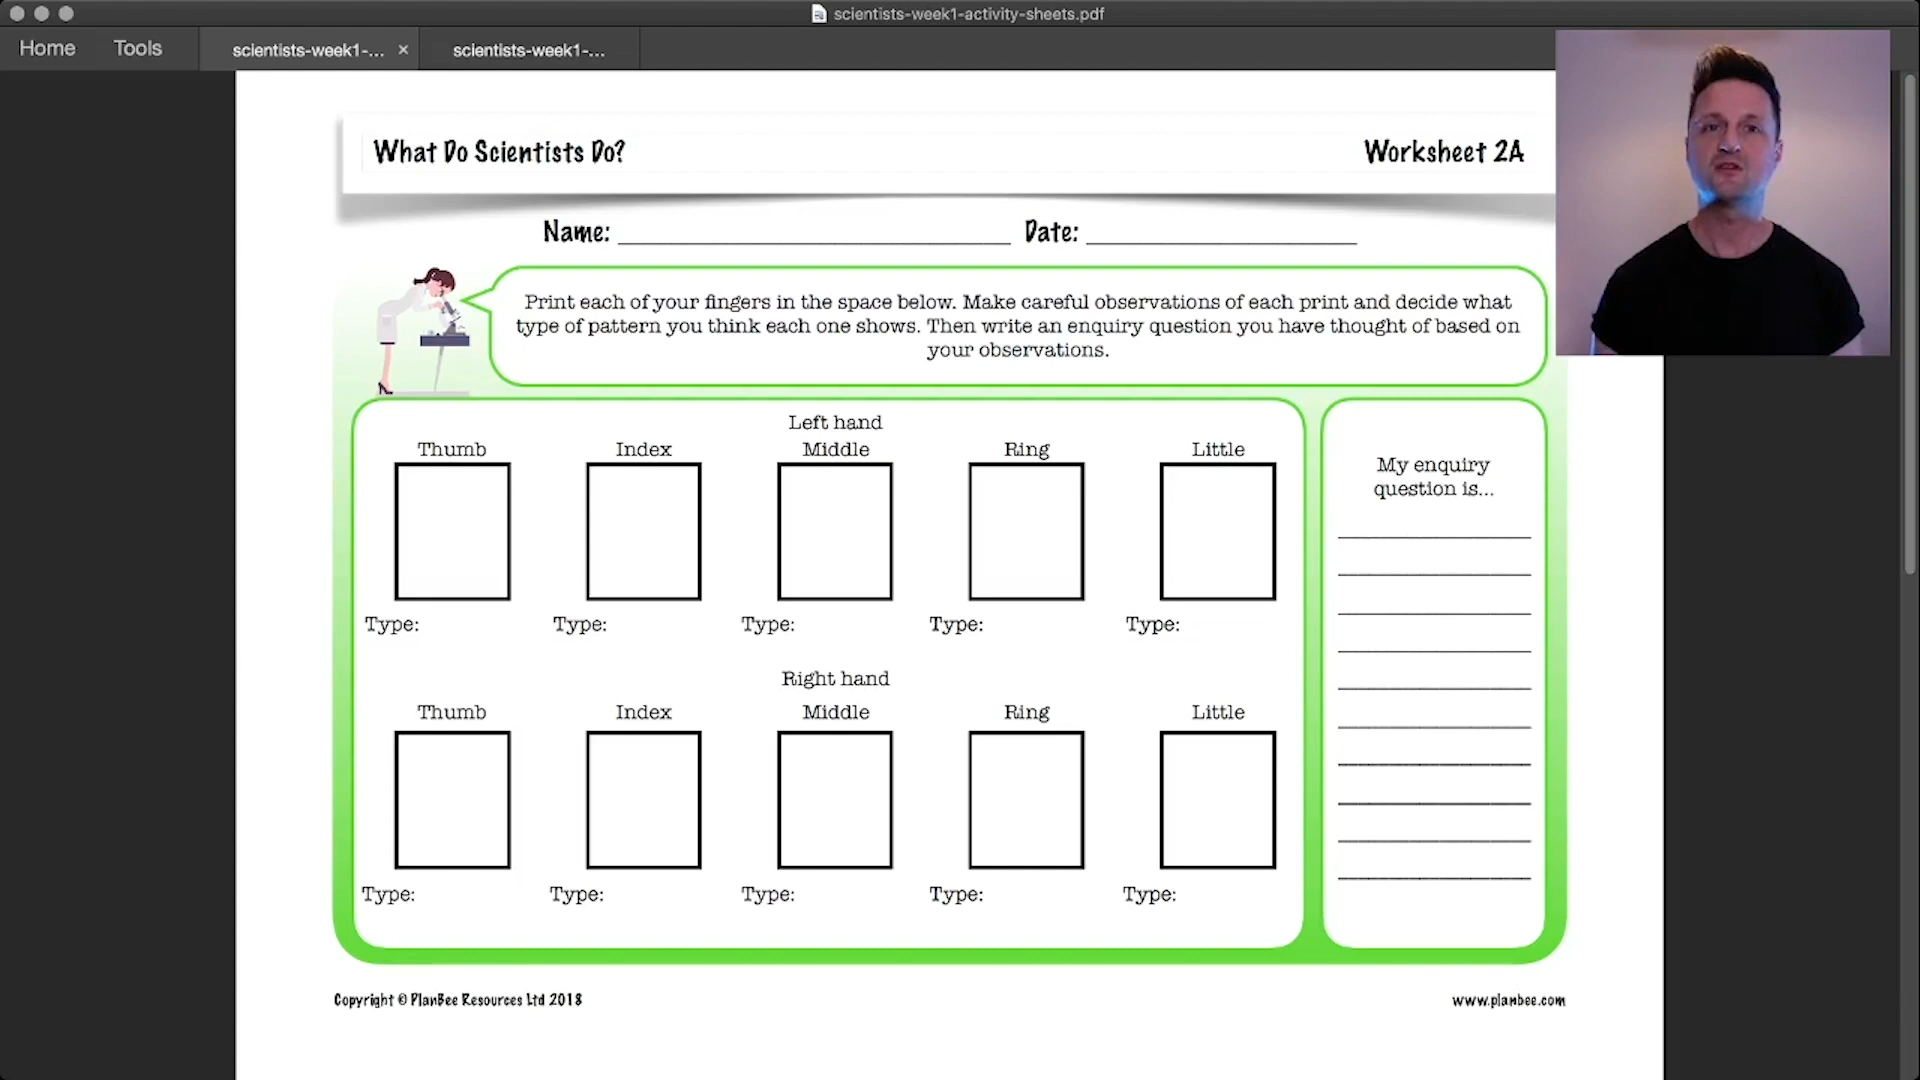 scientists-week1-activity-sheets.pdf
Home Tools scientists-week1-... × scientists-week1-...
What Do Scientists Do? Worksheet 2A
Name: Date:
Print each of your fingers in the space below. Make careful observations of each print and decide what
type of pattern you think each one shows. Then write an enquiry question you have thought of based on
your observations.
Left hand
Thumb Index Middle Ring Little
Type: Type: Type: Type: Type:
Right hand
Thumb Index Middle Ring Little
Type: Type: Type: Type: Type:
My enquiry
question is...
Copyright © PlanBee Resources Ltd 2018 www.planbee.com